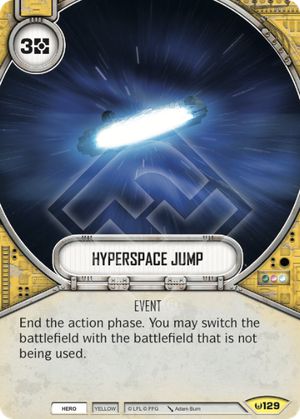 3
HYPERSPACE JUMP
EVENT
End the action phase. You may switch the
battlefield with the battlefield that is not
being used.
HERO YELLOW © LFL © FFG Adam Burn 129